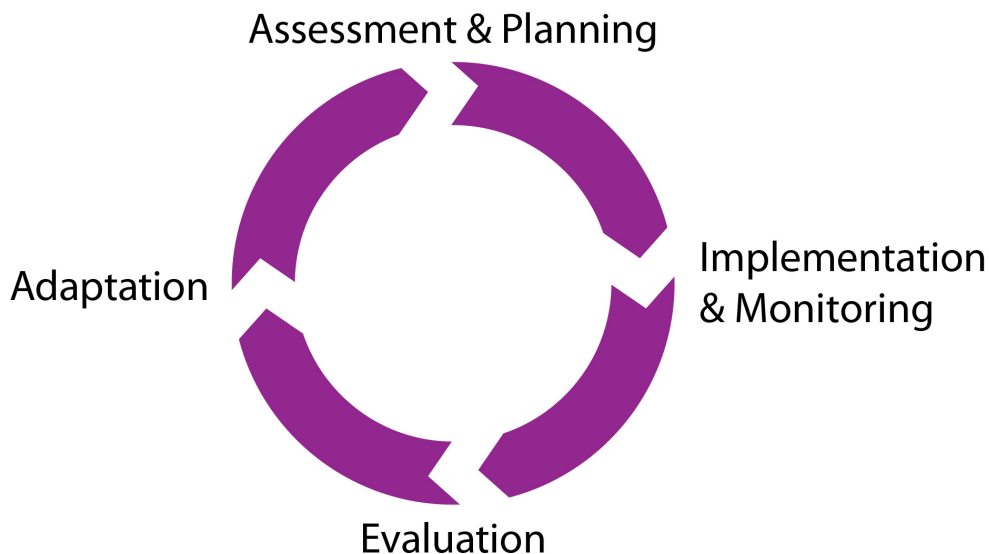 Assessment & Planning
Implementation
& Monitoring
Adaptation
Evaluation